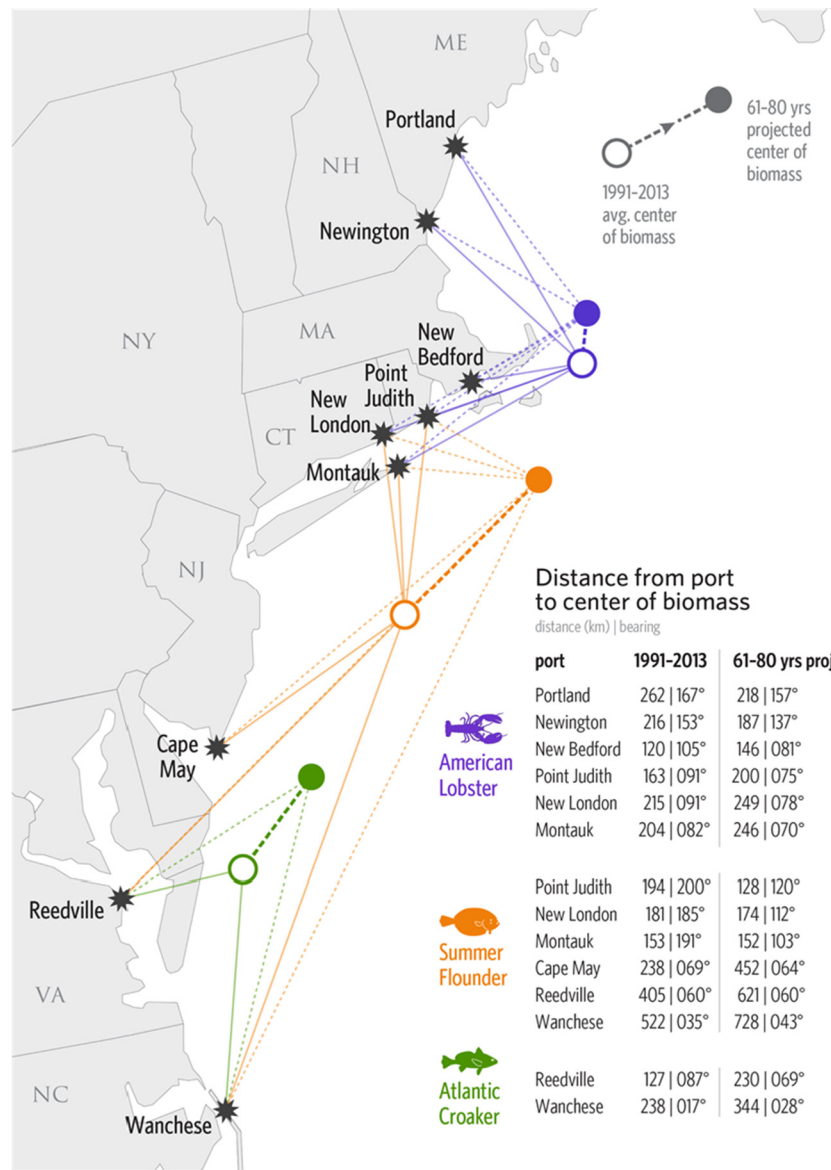 ME
Portland
61–80 yrs
projected
center of
biomass
NH
1991-2013
avg. center
of biomass
Newington
NY
MA
New
Bedford
Point
Judith
New
London
CT
Montauk
NJ
Distance from port
to center of biomass
distance (km) | bearing
port 1991-2013 61-80 yrs proj
American
Lobster
Portland 262 | 167° 218 | 157°
Newington 216 | 153° 187 | 137°
New Bedford 120 | 105° 146 | 081°
Point Judith 163 | 091° 200 | 075°
New London 215 | 091° 249 | 078°
Montauk 204 | 082° 246 | 070°
Cape
May
Summer
Flounder
Point Judith 194 | 200° 128 | 120°
New London 181 | 185° 174 | 112°
Montauk 153 | 191° 152 | 103°
Cape May 238 | 069° 452 | 064°
Reedville 405 | 060° 621 | 060°
Wanchese 522 | 035° 728 | 043°
Reedville
VA
Atlantic
Croaker
Reedville 127 | 087° 230 | 069°
Wanchese 238 | 017° 344 | 028°
NC
Wanchese